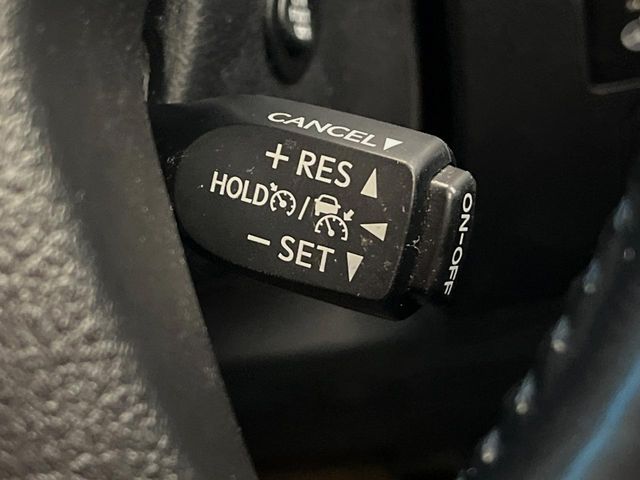 CANCEL▼
+ RES ▲
HOLD / ◀
− SET ▼
ON-OFF